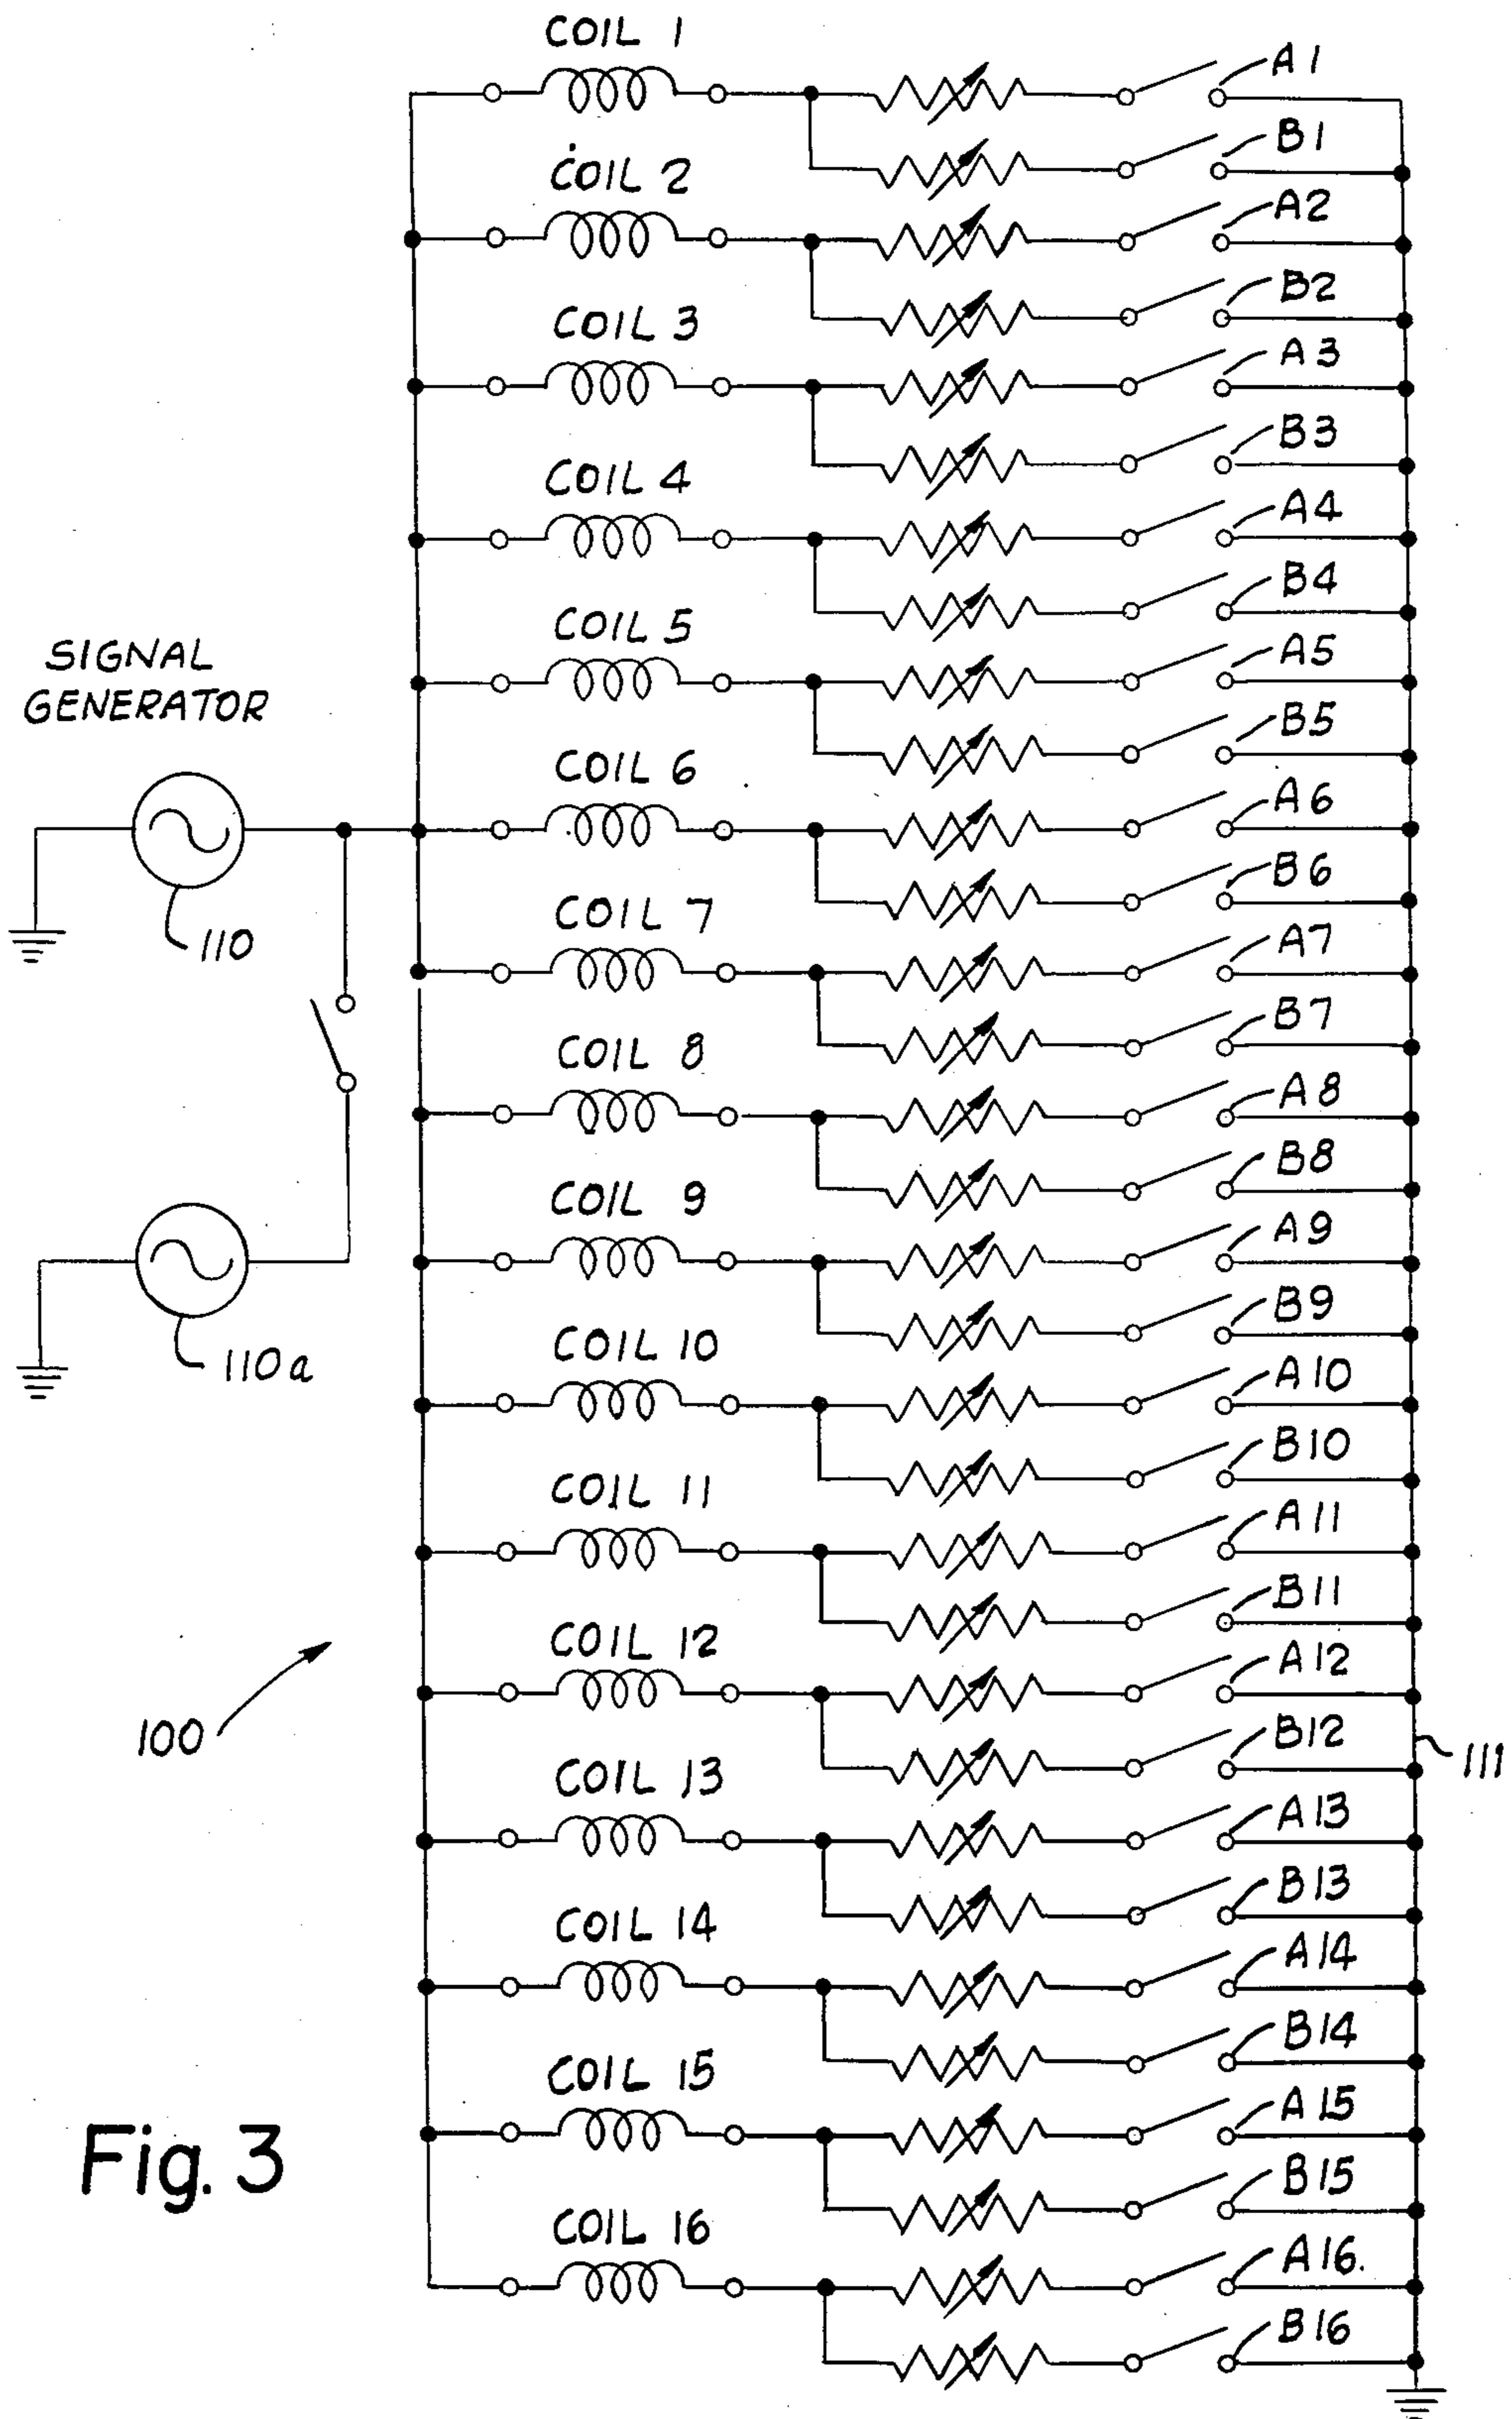 COIL 1
A1
B1
COIL 2
A2
B2
COIL 3
A3
B3
COIL 4
A4
B4
COIL 5
A5
B5
SIGNAL
GENERATOR
COIL 6
A6
B6
110
COIL 7
A7
B7
COIL 8
A8
B8
COIL 9
A9
B9
110a
COIL 10
A10
B10
COIL 11
A11
B11
COIL 12
A12
B12
100
111
COIL 13
A13
B13
COIL 14
A14
B14
COIL 15
A15
B15
Fig. 3
COIL 16
A16.
B16